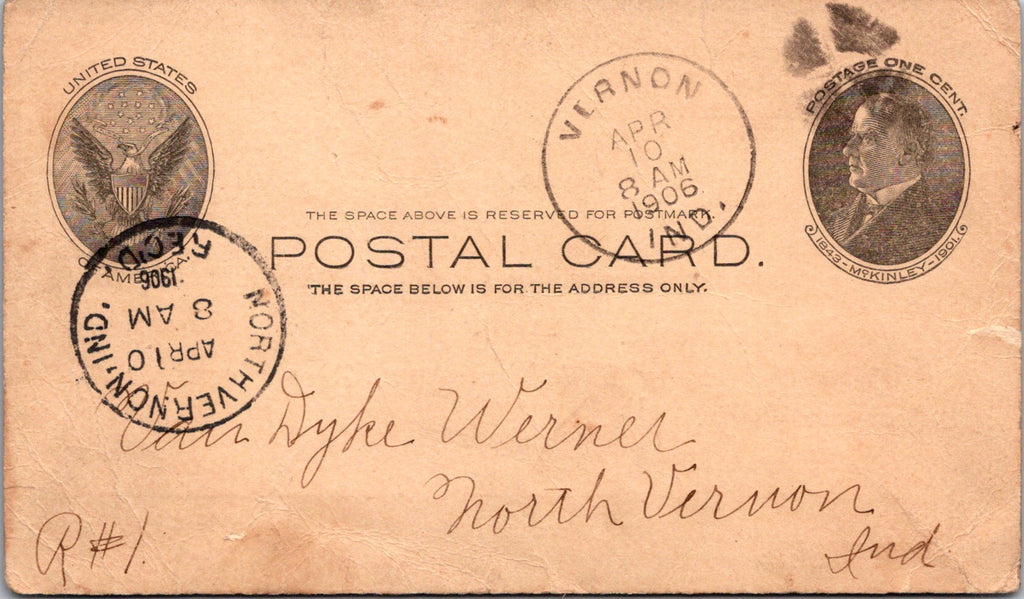 UNITED STATES
OF AMERICA.
POSTAGE ONE CENT.
1843-McKINLEY-1901.
VERNON
APR
10
8 AM
1906
IND.
THE SPACE ABOVE IS RESERVED FOR POSTMARK.
POSTAL CARD.
THE SPACE BELOW IS FOR THE ADDRESS ONLY.
NORTH VERNON, IND.
APR 10
8 AM
1906
REC'D
Van Dyke Werner
North Vernon
Ind
R#1.